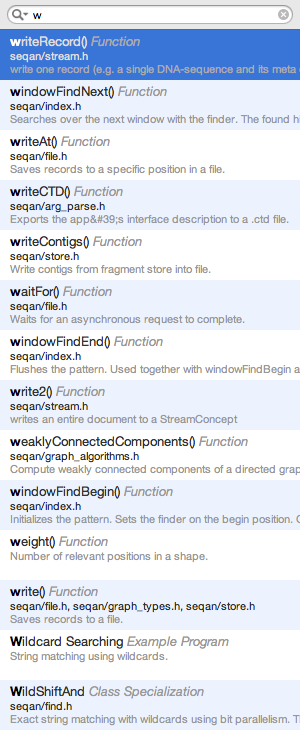 w
writeRecord() Function
seqan/stream.h
write one record (e.g. a single DNA-sequence and its meta
windowFindNext() Function
seqan/index.h
Searches over the next window with the finder. The found hi
writeAt() Function
seqan/file.h
Saves records to a specific position in a file.
writeCTD() Function
seqan/arg_parse.h
Exports the app&#39;s interface description to a .ctd file.
writeContigs() Function
seqan/store.h
Write contigs from fragment store into file.
waitFor() Function
seqan/file.h
Waits for an asynchronous request to complete.
windowFindEnd() Function
seqan/index.h
Flushes the pattern. Used together with windowFindBegin a
write2() Function
seqan/stream.h
writes an entire document to a StreamConcept
weaklyConnectedComponents() Function
seqan/graph_algorithms.h
Compute weakly connected components of a directed grap
windowFindBegin() Function
seqan/index.h
Initializes the pattern. Sets the finder on the begin position. C
weight() Function
Number of relevant positions in a shape.
write() Function
seqan/file.h, seqan/graph_types.h, seqan/store.h
Saves records to a file.
Wildcard Searching Example Program
String matching using wildcards.
WildShiftAnd Class Specialization
seqan/find.h
Exact string matching with wildcards using bit parallelism. Th